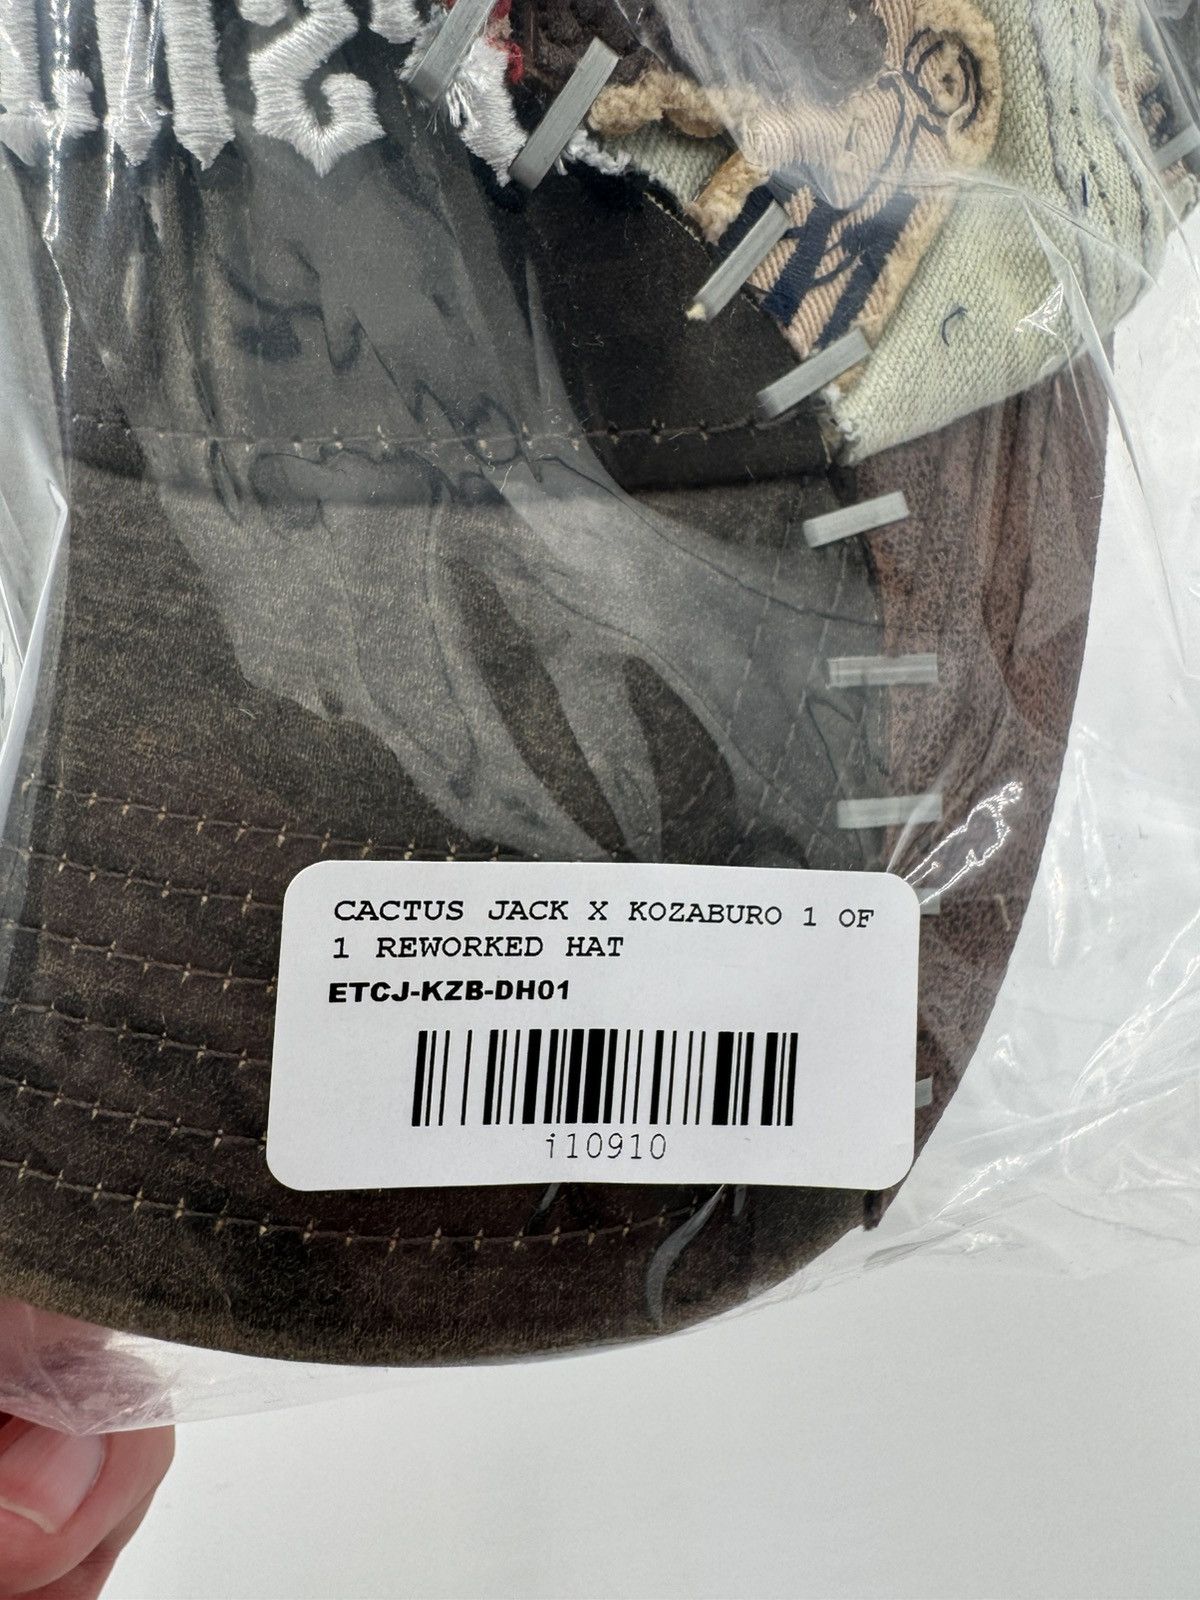 CACTUS JACK X KOZABURO 1 OF
1 REWORKED HAT
ETCJ-KZB-DH01
i10910